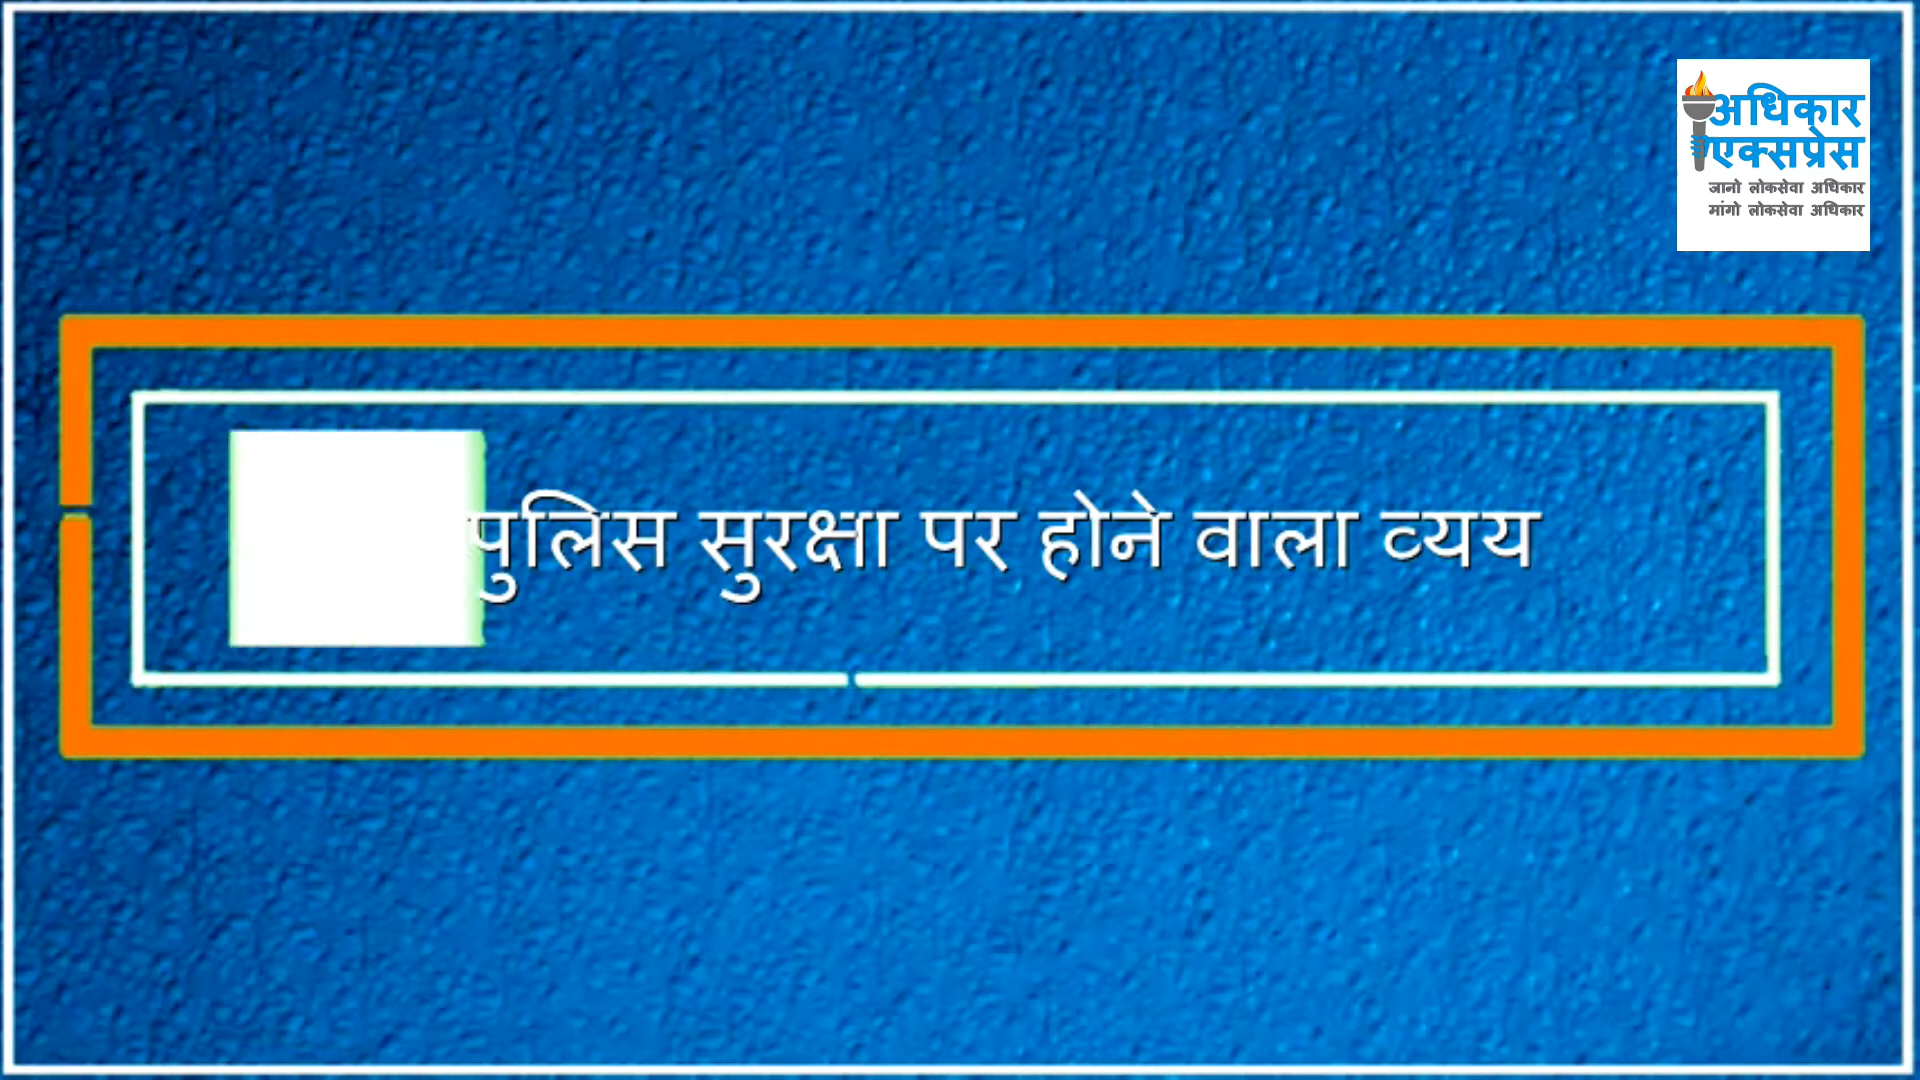 अधिकार
एक्सप्रेस
जानो लोकसेवा अधिकार
मांगो लोकसेवा अधिकार
पुलिस सुरक्षा पर होने वाला व्यय